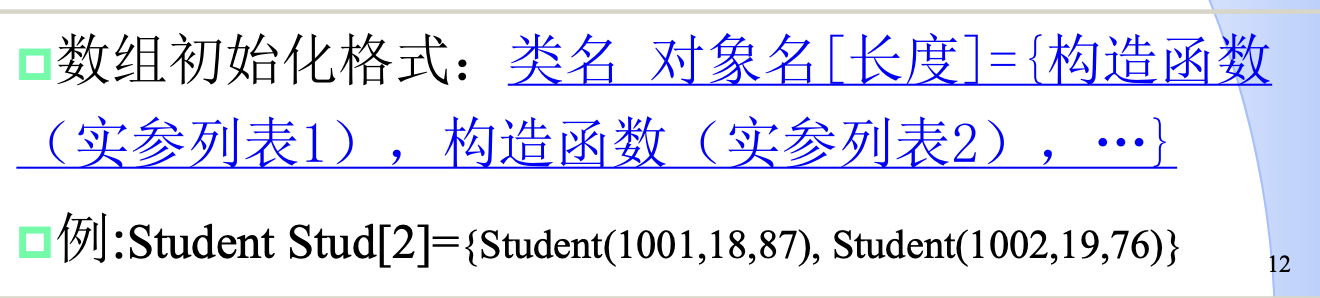 数组初始化格式：类名 对象名[长度]={构造函数
（实参列表1），构造函数（实参列表2），…}
例:Student Stud[2]={Student(1001,18,87), Student(1002,19,76)}
12